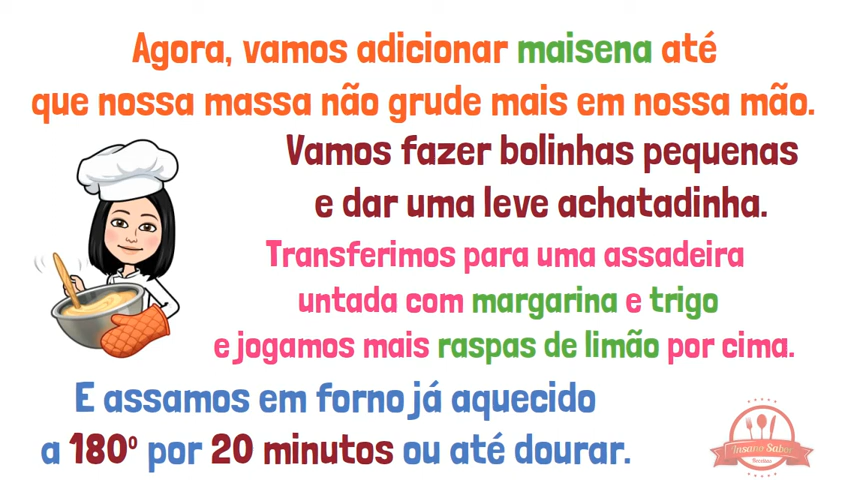 Agora, vamos adicionar maisena até
que nossa massa não grude mais em nossa mão.
Vamos fazer bolinhas pequenas
e dar uma leve achatadinha.
Transferimos para uma assadeira
untada com margarina e trigo
e jogamos mais raspas de limão por cima.
E assamos em forno já aquecido
a 180º por 20 minutos ou até dourar.
Insano Sabor
Receitas